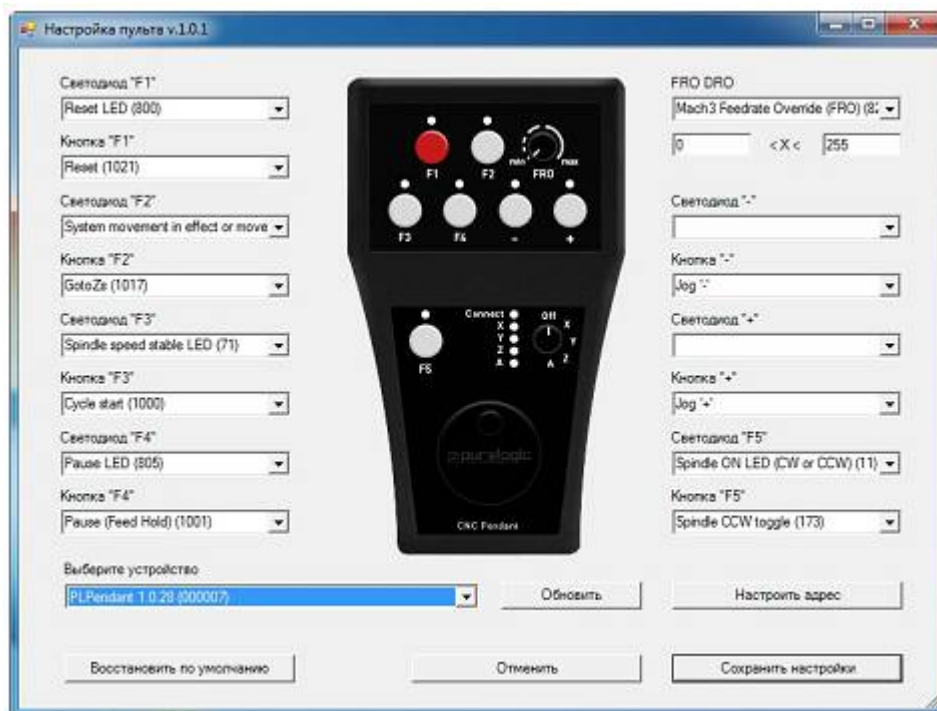 Настройка пульта v.1.0.1
Светодиод "F1"
Reset LED (800)
Кнопка "F1"
Reset (1021)
Светодиод "F2"
System movement in effect or move
Кнопка "F2"
GotoZs (1017)
Светодиод "F3"
Spindle speed stable LED (71)
Кнопка "F3"
Cycle start (1000)
Светодиод "F4"
Pause LED (805)
Кнопка "F4"
Pause (Feed Hold) (1001)
F1
F2
min
FRO
max
F3
F4
-
+
F5
Connect
X
Y
Z
A
Off
X
Y
Z
A
purelogic
CNC Pendant
FRO DRO
Mach3 Feedrate Override (FRO) (82
0 < X < 255
Светодиод "-"
Кнопка "-"
Jog '-'
Светодиод "+"
Кнопка "+"
Jog '+'
Светодиод "F5"
Spindle ON LED (CW or CCW) (11)
Кнопка "F5"
Spindle CCW toggle (173)
Выберите устройство
PLPendant 1.0.28 (000007)
Обновить
Настроить адрес
Восстановить по умолчанию
Отменить
Сохранить настройки